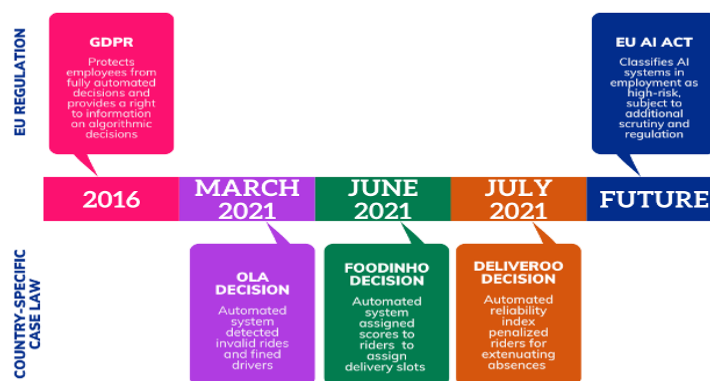 EU REGULATION
GDPR
Protects
employees from
fully automated
decisions and
provides a right
to information
on algorithmic
decisions
EU AI ACT
Classifies AI
systems in
employment as
high-risk,
subject to
additional
scrutiny and
regulation
2016
MARCH
2021
JUNE
2021
JULY
2021
FUTURE
COUNTRY-SPECIFIC
CASE LAW
OLA
DECISION
Automated
system
detected
invalid rides
and fined
drivers
FOODINHO
DECISION
Automated
system
assigned
scores to
riders to
assign
delivery slots
DELIVEROO
DECISION
Automated
reliability
index
penalized
riders for
extenuating
absences